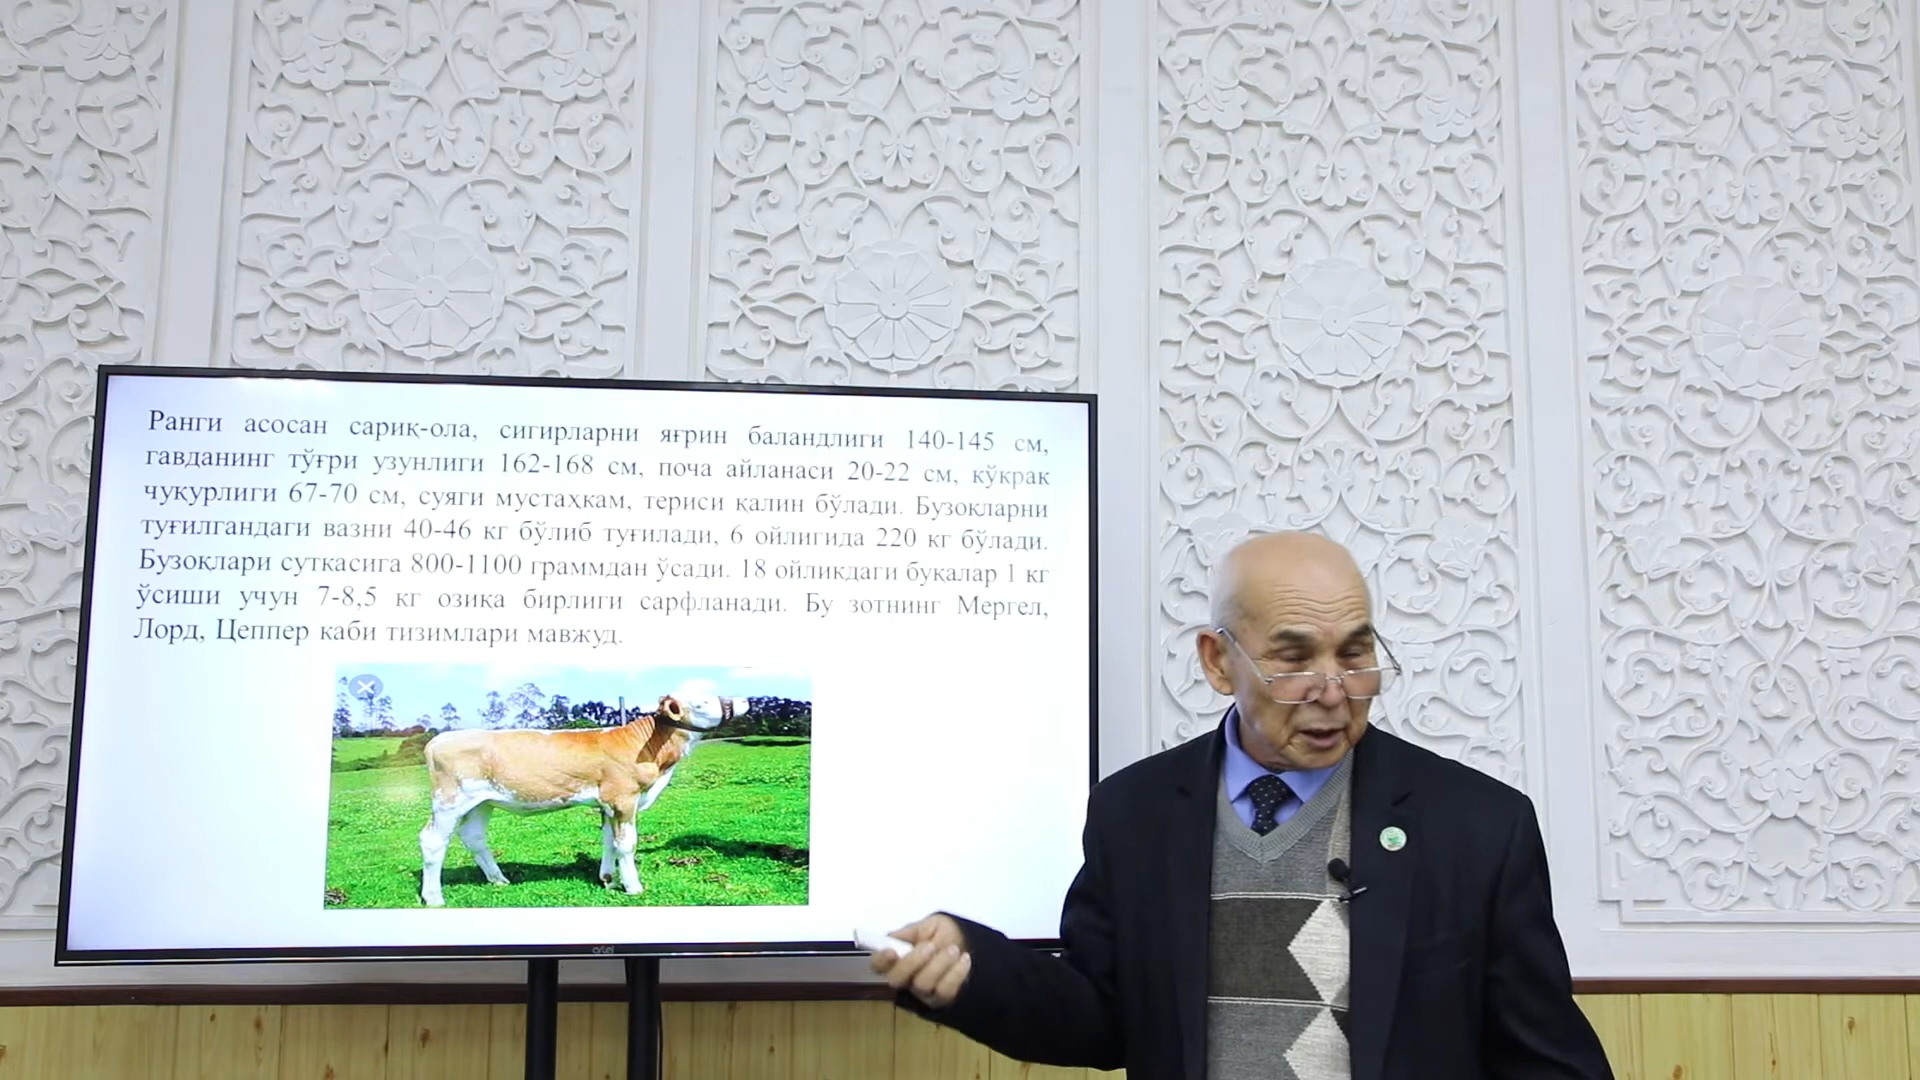 Ранги асосан сариқ-ола, сигирларни яғрин баландлиги 140-145 см,
гавданинг тўғри узунлиги 162-168 см, поча айланаси 20-22 см, кўкрак
чуқурлиги 67-70 см, суяги мустаҳкам, териси қалин бўлади. Бузоқларни
туғилгандаги вазни 40-46 кг бўлиб туғилади, 6 ойлигида 220 кг бўлади.
Бузоқлари суткасига 800-1100 граммдан ўсади. 18 ойликдаги буқалар 1 кг
ўсиши учун 7-8,5 кг озиқа бирлиги сарфланади. Бу зотнинг Мергел,
Лорд, Цеппер каби тизимлари мавжуд.
artel